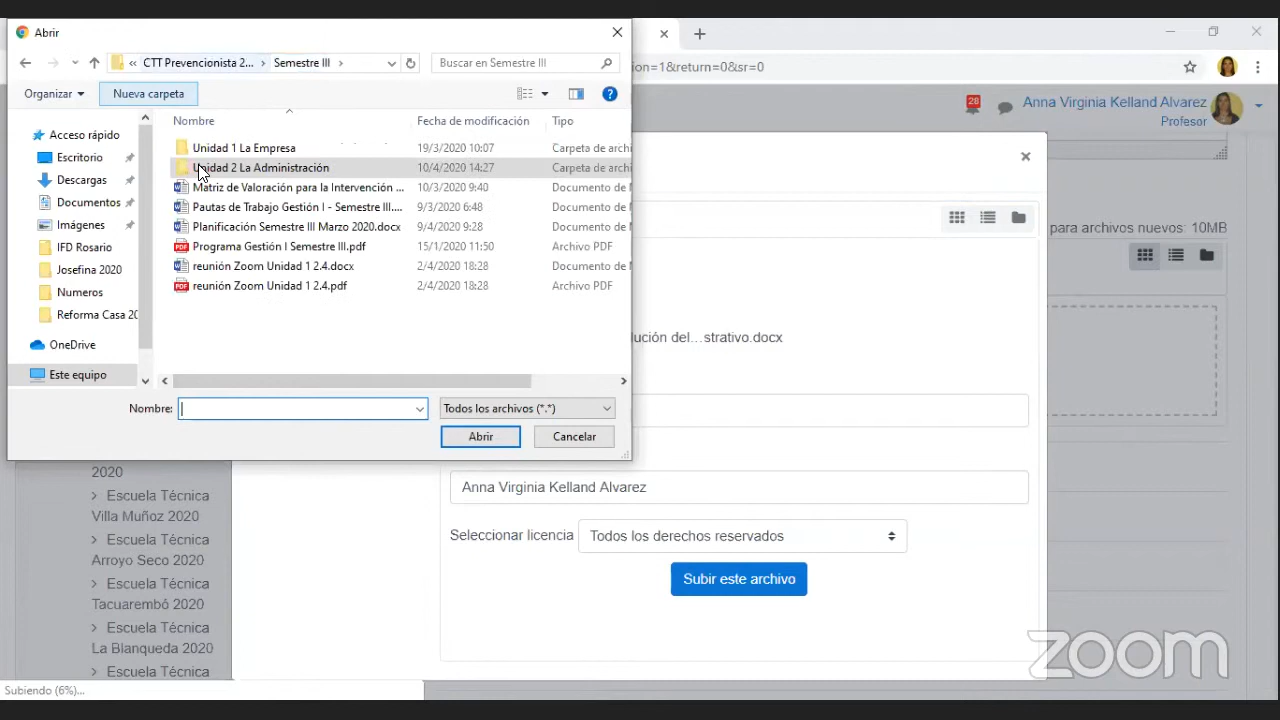 Abrir
« CTT Prevencionista 2... › Semestre III ›
Buscar en Semestre III
Organizar
Nueva carpeta
Nombre Fecha de modificación Tipo
Acceso rápido
Escritorio
Descargas
Documentos
Imágenes
IFD Rosario
Josefina 2020
Numeros
Reforma Casa 20
OneDrive
Este equipo
Unidad 1 La Empresa 19/3/2020 10:07 Carpeta de archi
Unidad 2 La Administración 10/4/2020 14:27 Carpeta de archi
Matriz de Valoración para la Intervención ... 10/3/2020 9:40 Documento de M
Pautas de Trabajo Gestión I - Semestre III.... 9/3/2020 6:48 Documento de M
Planificación Semestre III Marzo 2020.docx 9/4/2020 9:28 Documento de M
Programa Gestión I Semestre III.pdf 15/1/2020 11:50 Archivo PDF
reunión Zoom Unidad 1 2.4.docx 2/4/2020 18:28 Documento de M
reunión Zoom Unidad 1 2.4.pdf 2/4/2020 18:28 Archivo PDF
Nombre:
Todos los archivos (*.*)
Abrir
Cancelar
ion=1&return=0&sr=0
28
Anna Virginia Kelland Alvarez
Profesor
para archivos nuevos: 10MB
lución del...strativo.docx
Anna Virginia Kelland Alvarez
Seleccionar licencia Todos los derechos reservados
Subir este archivo
2020
> Escuela Técnica
Villa Muñoz 2020
> Escuela Técnica
Arroyo Seco 2020
> Escuela Técnica
Tacuarembó 2020
> Escuela Técnica
La Blanqueda 2020
> Escuela Técnica
Subiendo (6%)...
zoom